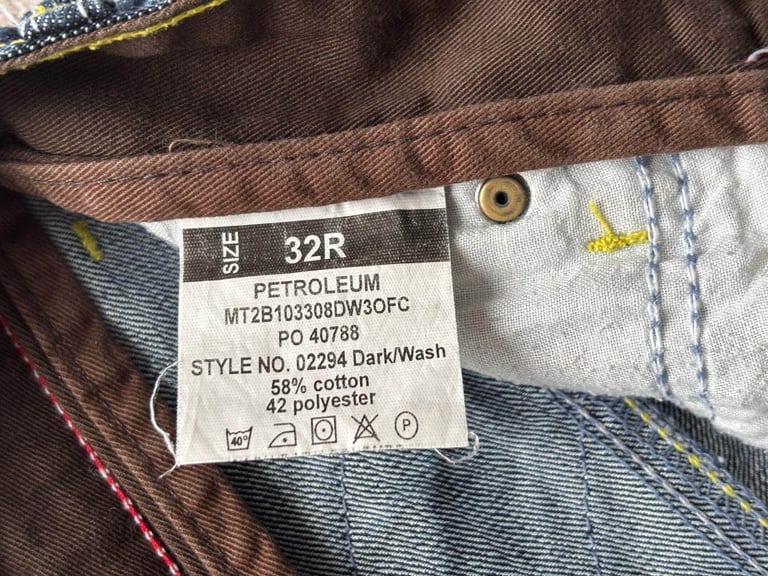 SIZE 32R
PETROLEUM
MT2B103308DW3OFC
PO 40788
STYLE NO. 02294 Dark/Wash
58% cotton
42 polyester
40° P